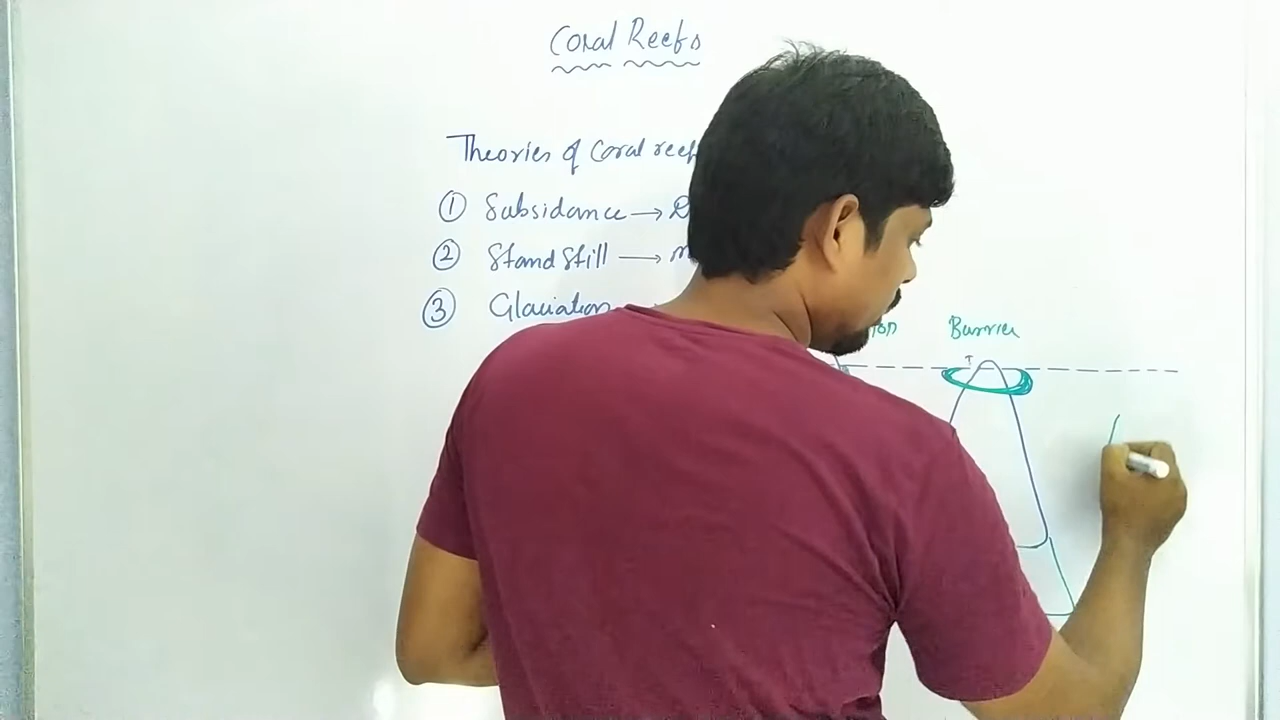 Coral Reefs
Theories of Coral reef
① Subsidance →
② Stand Still →
③ Glaciation
Barrier